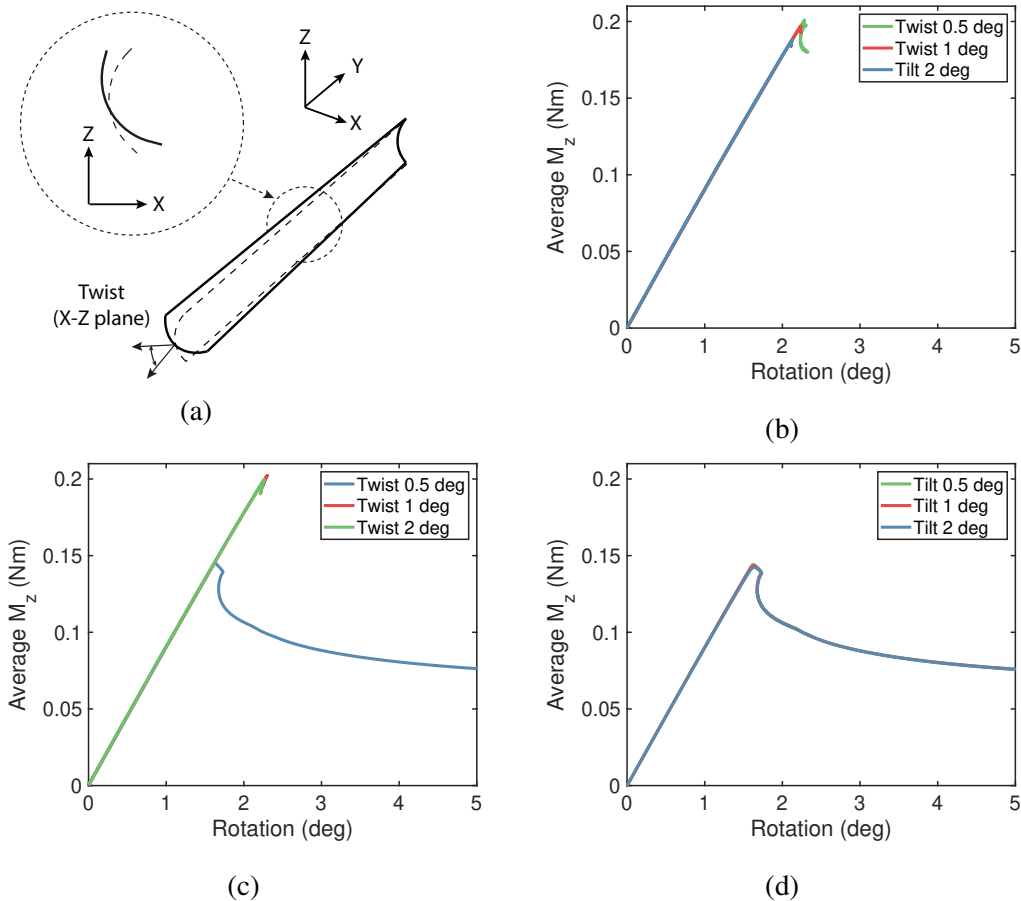 Z
Y
X
Z
X
Twist
(X-Z plane)
(a)
Average M_z (Nm)
0.2
0.15
0.1
0.05
0
0 1 2 3 4 5
Rotation (deg)
Twist 0.5 deg
Twist 1 deg
Tilt 2 deg
(b)
Average M_z (Nm)
0.2
0.15
0.1
0.05
0
0 1 2 3 4 5
Rotation (deg)
Twist 0.5 deg
Twist 1 deg
Twist 2 deg
(c)
Average M_z (Nm)
0.2
0.15
0.1
0.05
0
0 1 2 3 4 5
Rotation (deg)
Tilt 0.5 deg
Tilt 1 deg
Tilt 2 deg
(d)